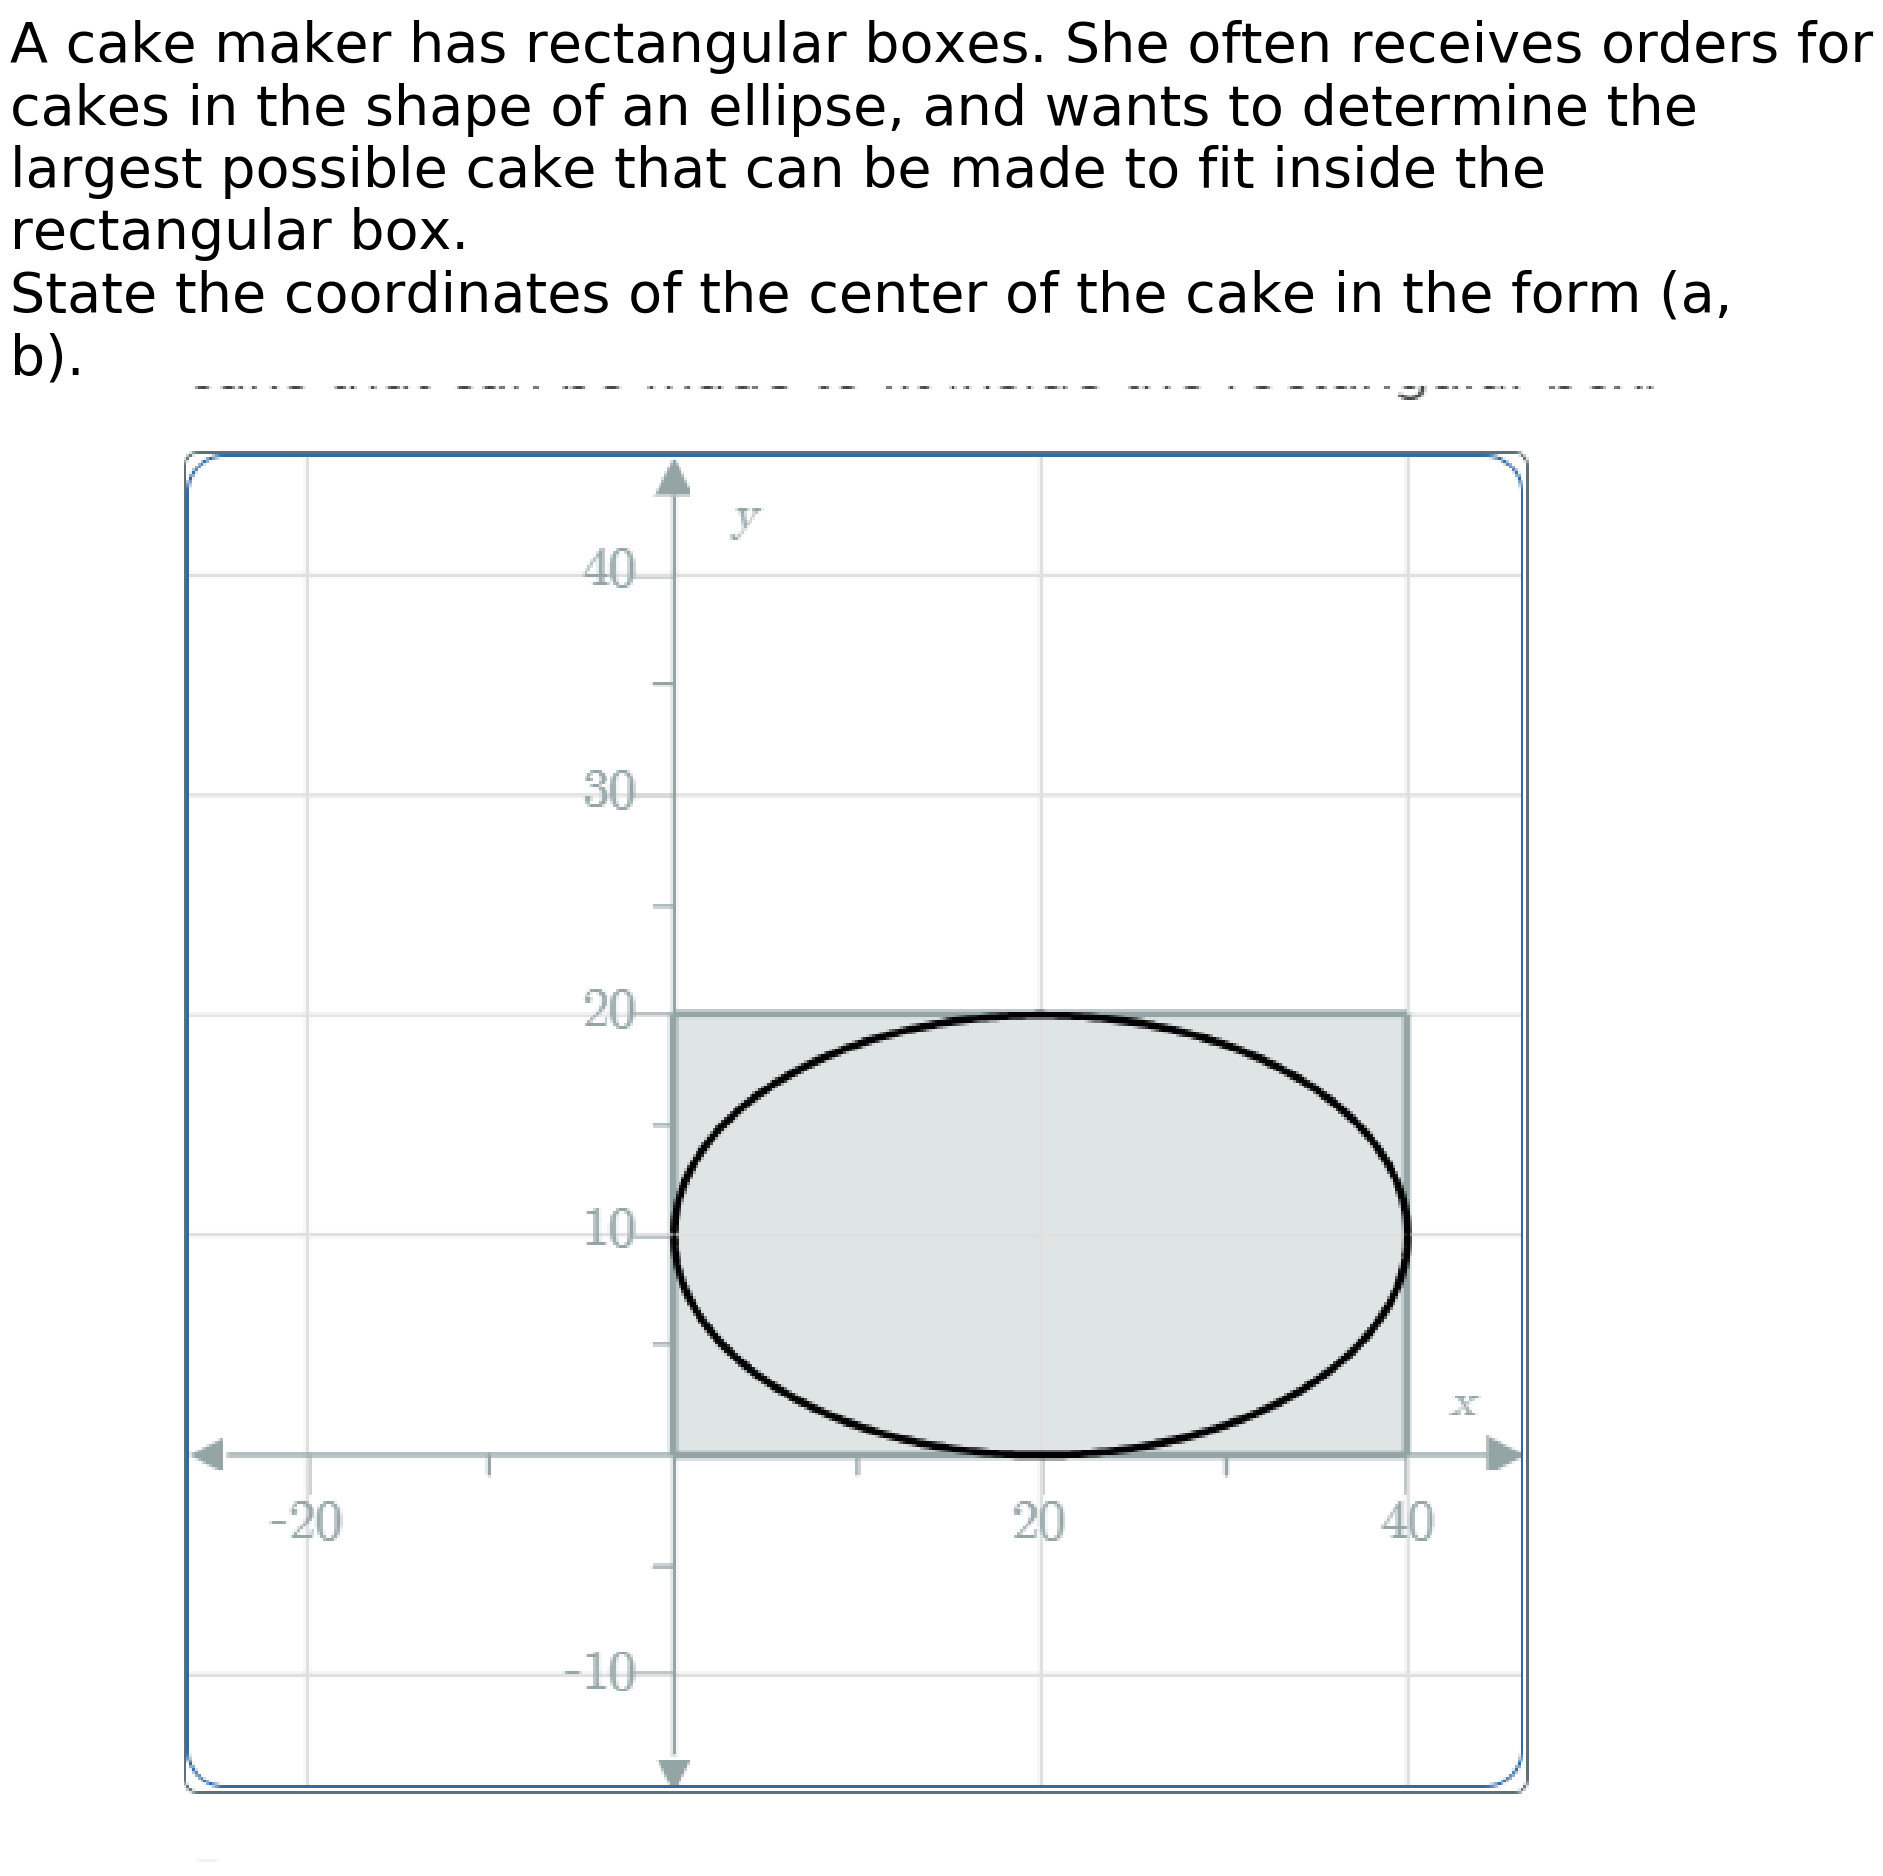 A cake maker has rectangular boxes. She often receives orders for
cakes in the shape of an ellipse, and wants to determine the
largest possible cake that can be made to fit inside the
rectangular box.
State the coordinates of the center of the cake in the form (a,
b).
y
40
30
20
10
x
-20 20 40
-10